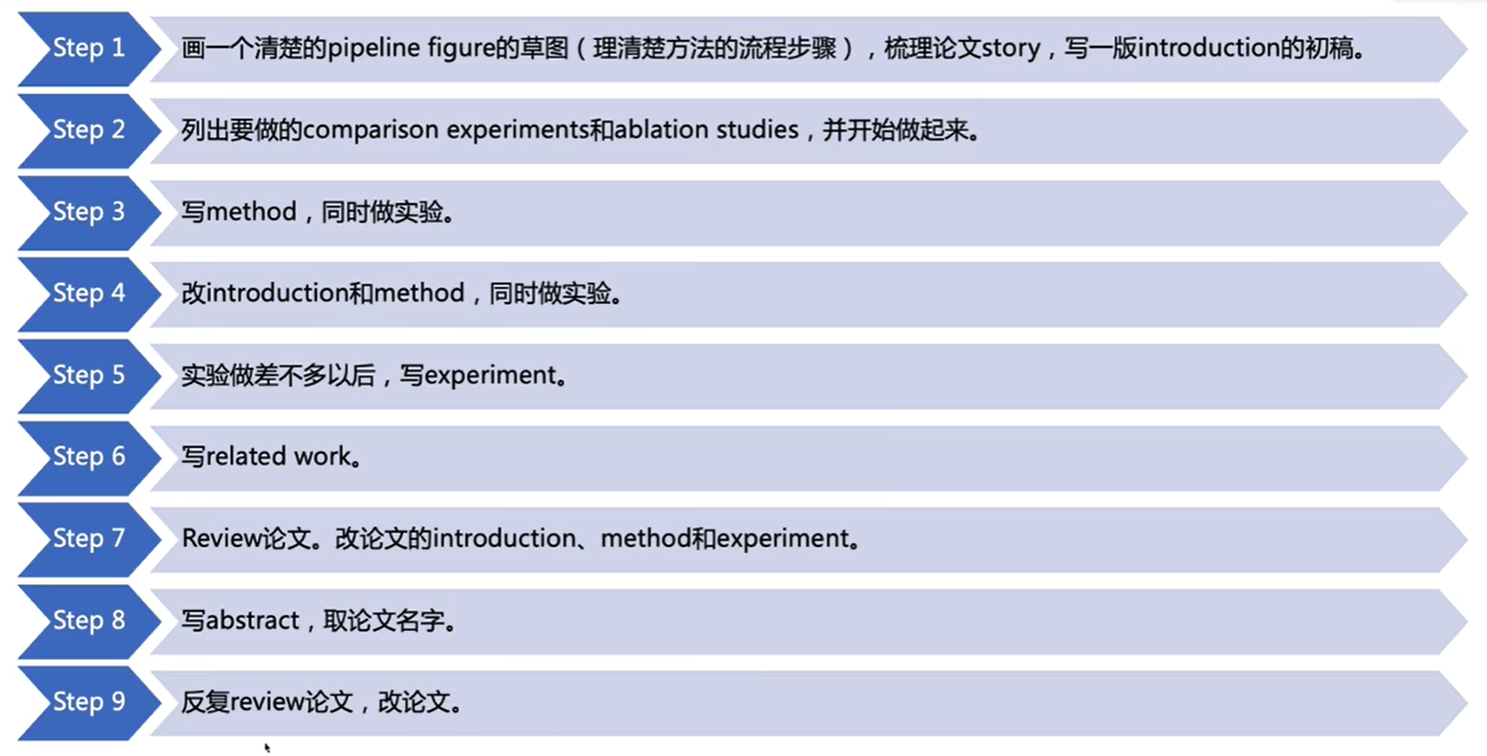 Step 1 画一个清楚的pipeline figure的草图（理清楚方法的流程步骤），梳理论文story，写一版introduction的初稿。
Step 2 列出要做的comparison experiments和ablation studies，并开始做起来。
Step 3 写method，同时做实验。
Step 4 改introduction和method，同时做实验。
Step 5 实验做差不多以后，写experiment。
Step 6 写related work。
Step 7 Review论文。改论文的introduction、method和experiment。
Step 8 写abstract，取论文名字。
Step 9 反复review论文，改论文。